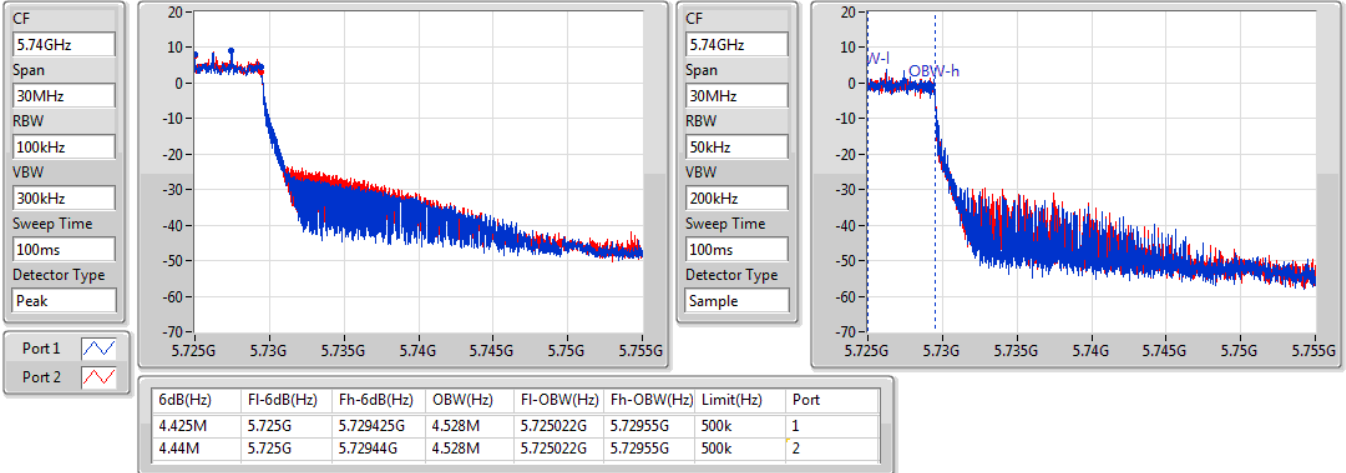 CF
5.74GHz
Span
30MHz
RBW
100kHz
VBW
300kHz
Sweep Time
100ms
Detector Type
Peak
Port 1
Port 2
20
10
0
-10
-20
-30
-40
-50
-60
-70
5.725G 5.73G 5.735G 5.74G 5.745G 5.75G 5.755G
CF
5.74GHz
Span
30MHz
RBW
50kHz
VBW
200kHz
Sweep Time
100ms
Detector Type
Sample
20
10
0
-10
-20
-30
-40
-50
-60
-70
W-l
OBW-h
5.725G 5.73G 5.735G 5.74G 5.745G 5.75G 5.755G
6dB(Hz) Fl-6dB(Hz) Fh-6dB(Hz) OBW(Hz) Fl-OBW(Hz) Fh-OBW(Hz) Limit(Hz) Port
4.425M 5.725G 5.729425G 4.528M 5.725022G 5.72955G 500k 1
4.44M 5.725G 5.72944G 4.528M 5.725022G 5.72955G 500k 2